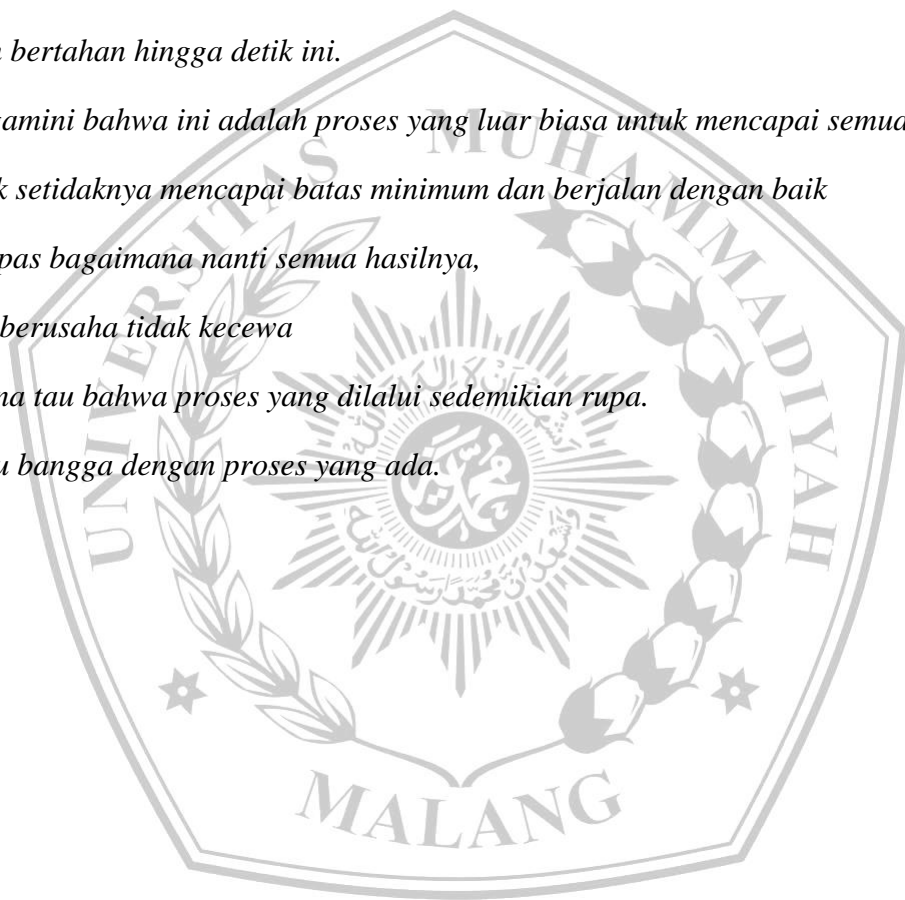 bertahan hingga detik ini.
amini bahwa ini adalah proses yang luar biasa untuk mencapai semua
setidaknya mencapai batas minimum dan berjalan dengan baik
pas bagaimana nanti semua hasilnya,
berusaha tidak kecewa
na tau bahwa proses yang dilalui sedemikian rupa.
u bangga dengan proses yang ada.
UNIVERSITAS MUHAMMADIYAH
MALANG